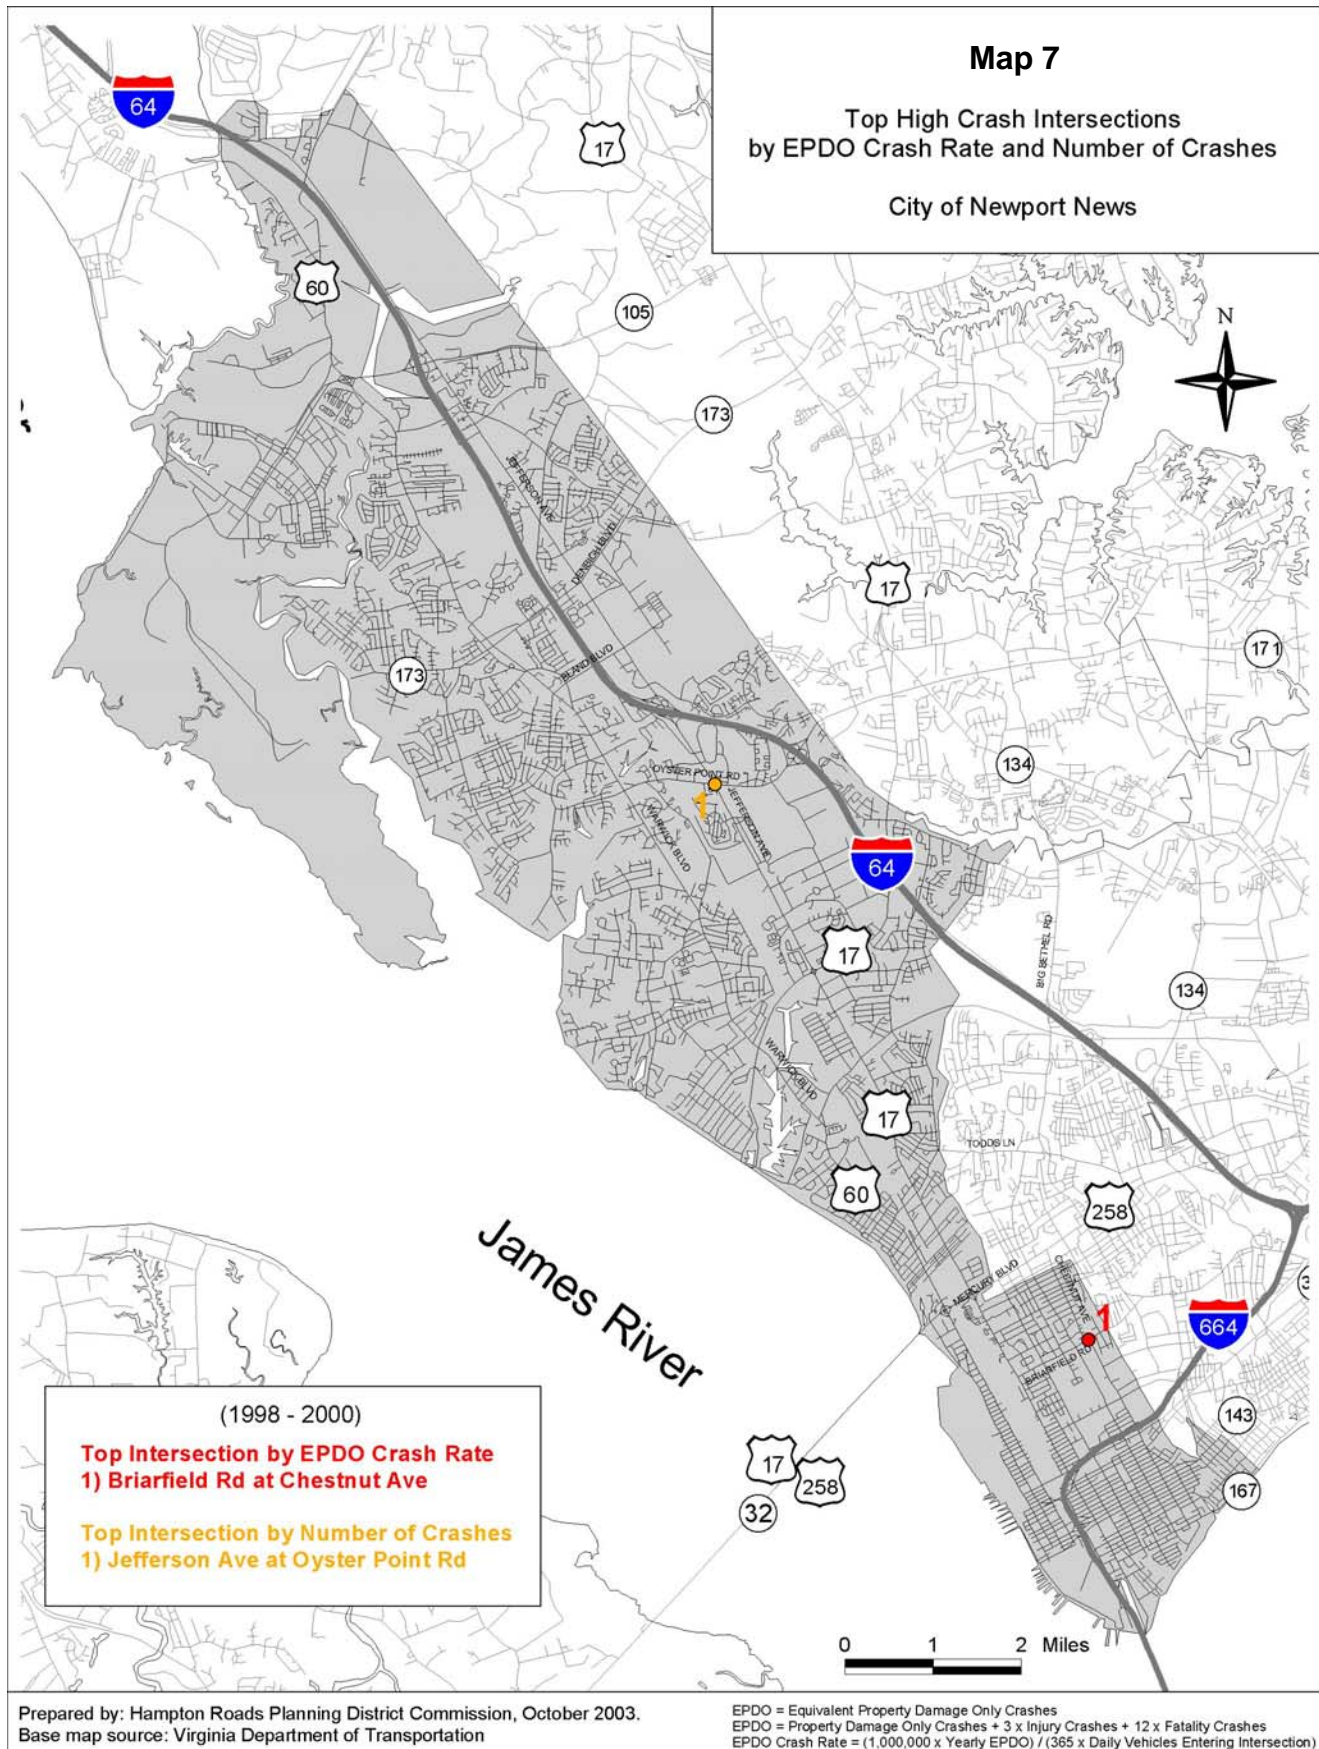 Map 7
Top High Crash Intersections
by EPDO Crash Rate and Number of Crashes
City of Newport News
64
17
60
105
N
173
JEFFERSON AVE
DENBIGH BLVD
17
171
BLAND BLVD
173
134
OYSTER POINT RD
1
JEFFERSON AVE
WARWICK BLVD
64
17
BIG BETHEL RD
134
WARWICK BLVD
17
TODDS LN
60
258
James River
MERCURY BLVD
CHESTNUT AVE
1
664
BRIARFIELD RD
143
17
258
167
32
(1998 - 2000)
Top Intersection by EPDO Crash Rate
1) Briarfield Rd at Chestnut Ave
Top Intersection by Number of Crashes
1) Jefferson Ave at Oyster Point Rd
0 1 2 Miles
Prepared by: Hampton Roads Planning District Commission, October 2003.
Base map source: Virginia Department of Transportation
EPDO = Equivalent Property Damage Only Crashes
EPDO = Property Damage Only Crashes + 3 x Injury Crashes + 12 x Fatality Crashes
EPDO Crash Rate = (1,000,000 x Yearly EPDO) / (365 x Daily Vehicles Entering Intersection)